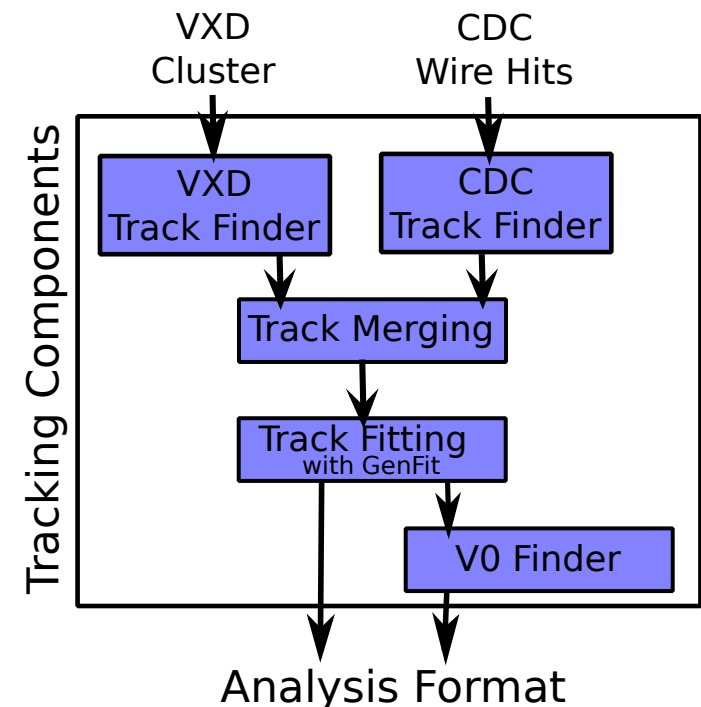 VXD
Cluster
CDC
Wire Hits
Tracking Components
VXD
Track Finder
CDC
Track Finder
Track Merging
Track Fitting
with GenFit
V0 Finder
Analysis Format